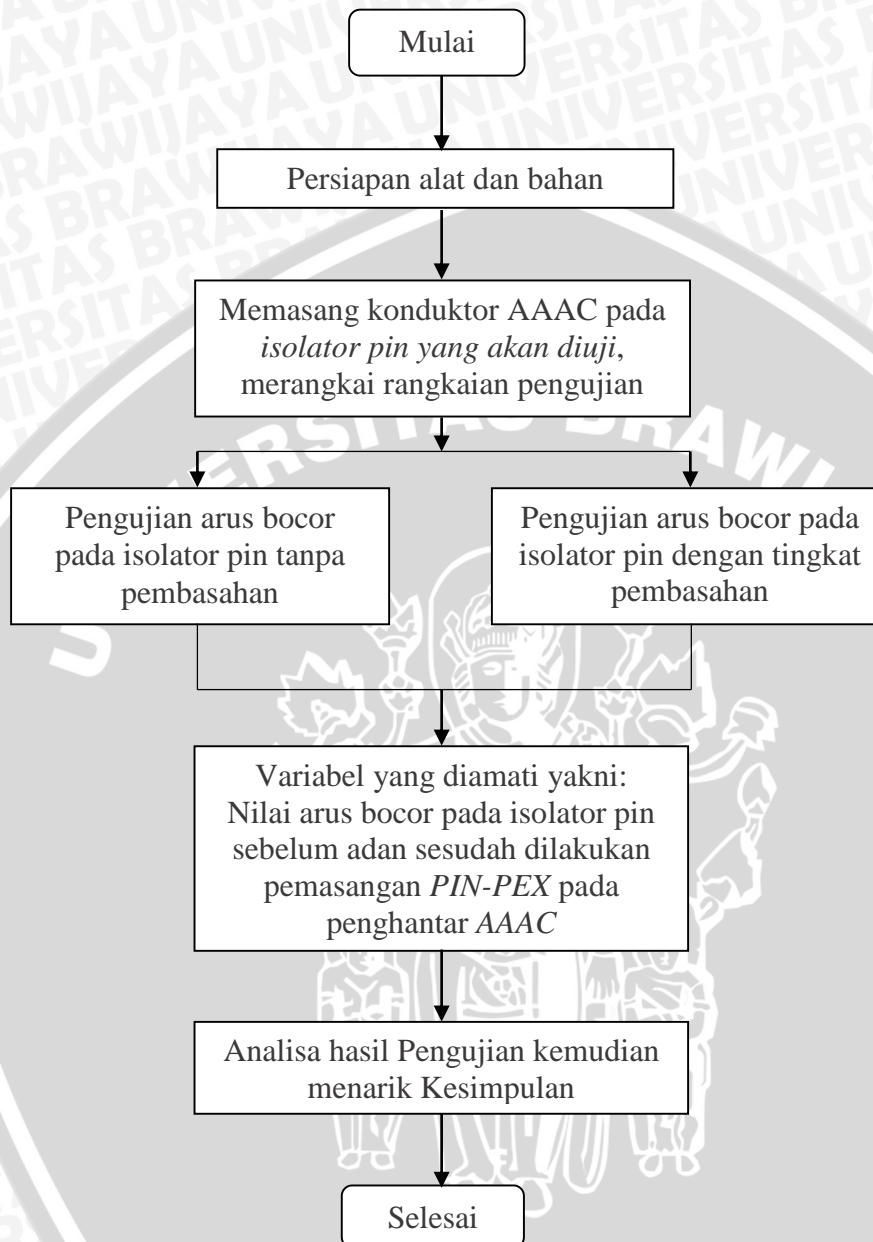 Mulai
Persiapan alat dan bahan
Memasang konduktor AAAC pada
isolator pin yang akan diuji,
merangkai rangkaian pengujian
Pengujian arus bocor
pada isolator pin tanpa
pembasahan
Pengujian arus bocor pada
isolator pin dengan tingkat
pembasahan
Variabel yang diamati yakni:
Nilai arus bocor pada isolator pin
sebelum adan sesudah dilakukan
pemasangan PIN-PEX pada
penghantar AAAC
Analisa hasil Pengujian kemudian
menarik Kesimpulan
Selesai